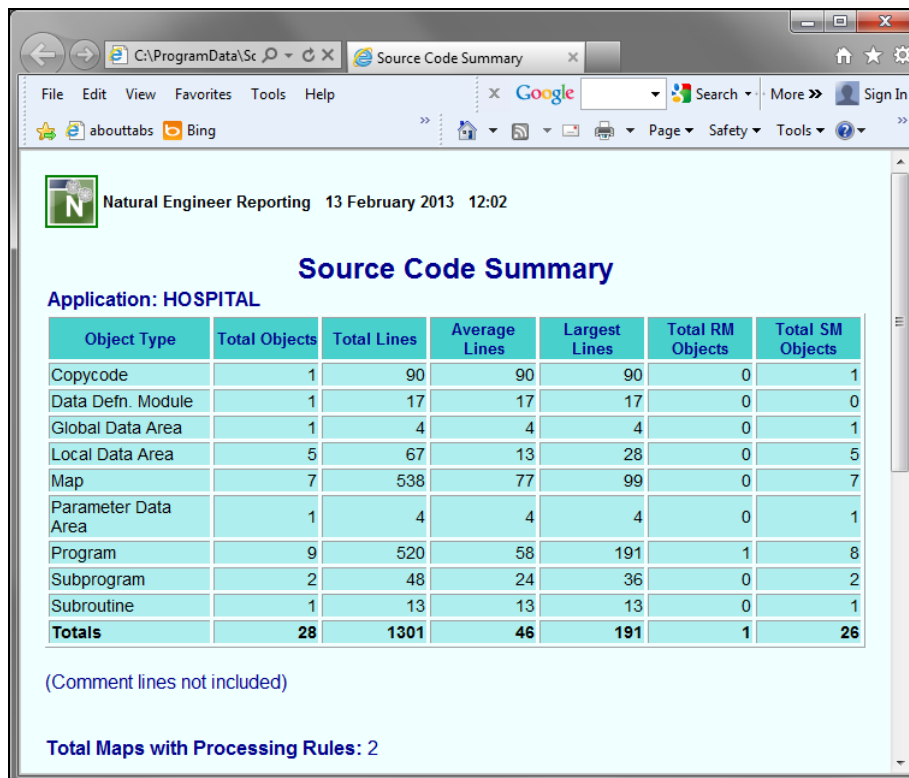 C:\ProgramData\Sc
Source Code Summary
File Edit View Favorites Tools Help
x Google Search More » Sign In
abouttabs Bing » Page Safety Tools »
N Natural Engineer Reporting 13 February 2013 12:02
Source Code Summary
Application: HOSPITAL
Object Type Total Objects Total Lines Average Lines Largest Lines Total RM Objects Total SM Objects
Copycode 1 90 90 90 0 1
Data Defn. Module 1 17 17 17 0 0
Global Data Area 1 4 4 4 0 1
Local Data Area 5 67 13 28 0 5
Map 7 538 77 99 0 7
Parameter Data Area 1 4 4 4 0 1
Program 9 520 58 191 1 8
Subprogram 2 48 24 36 0 2
Subroutine 1 13 13 13 0 1
Totals 28 1301 46 191 1 26
(Comment lines not included)
Total Maps with Processing Rules: 2